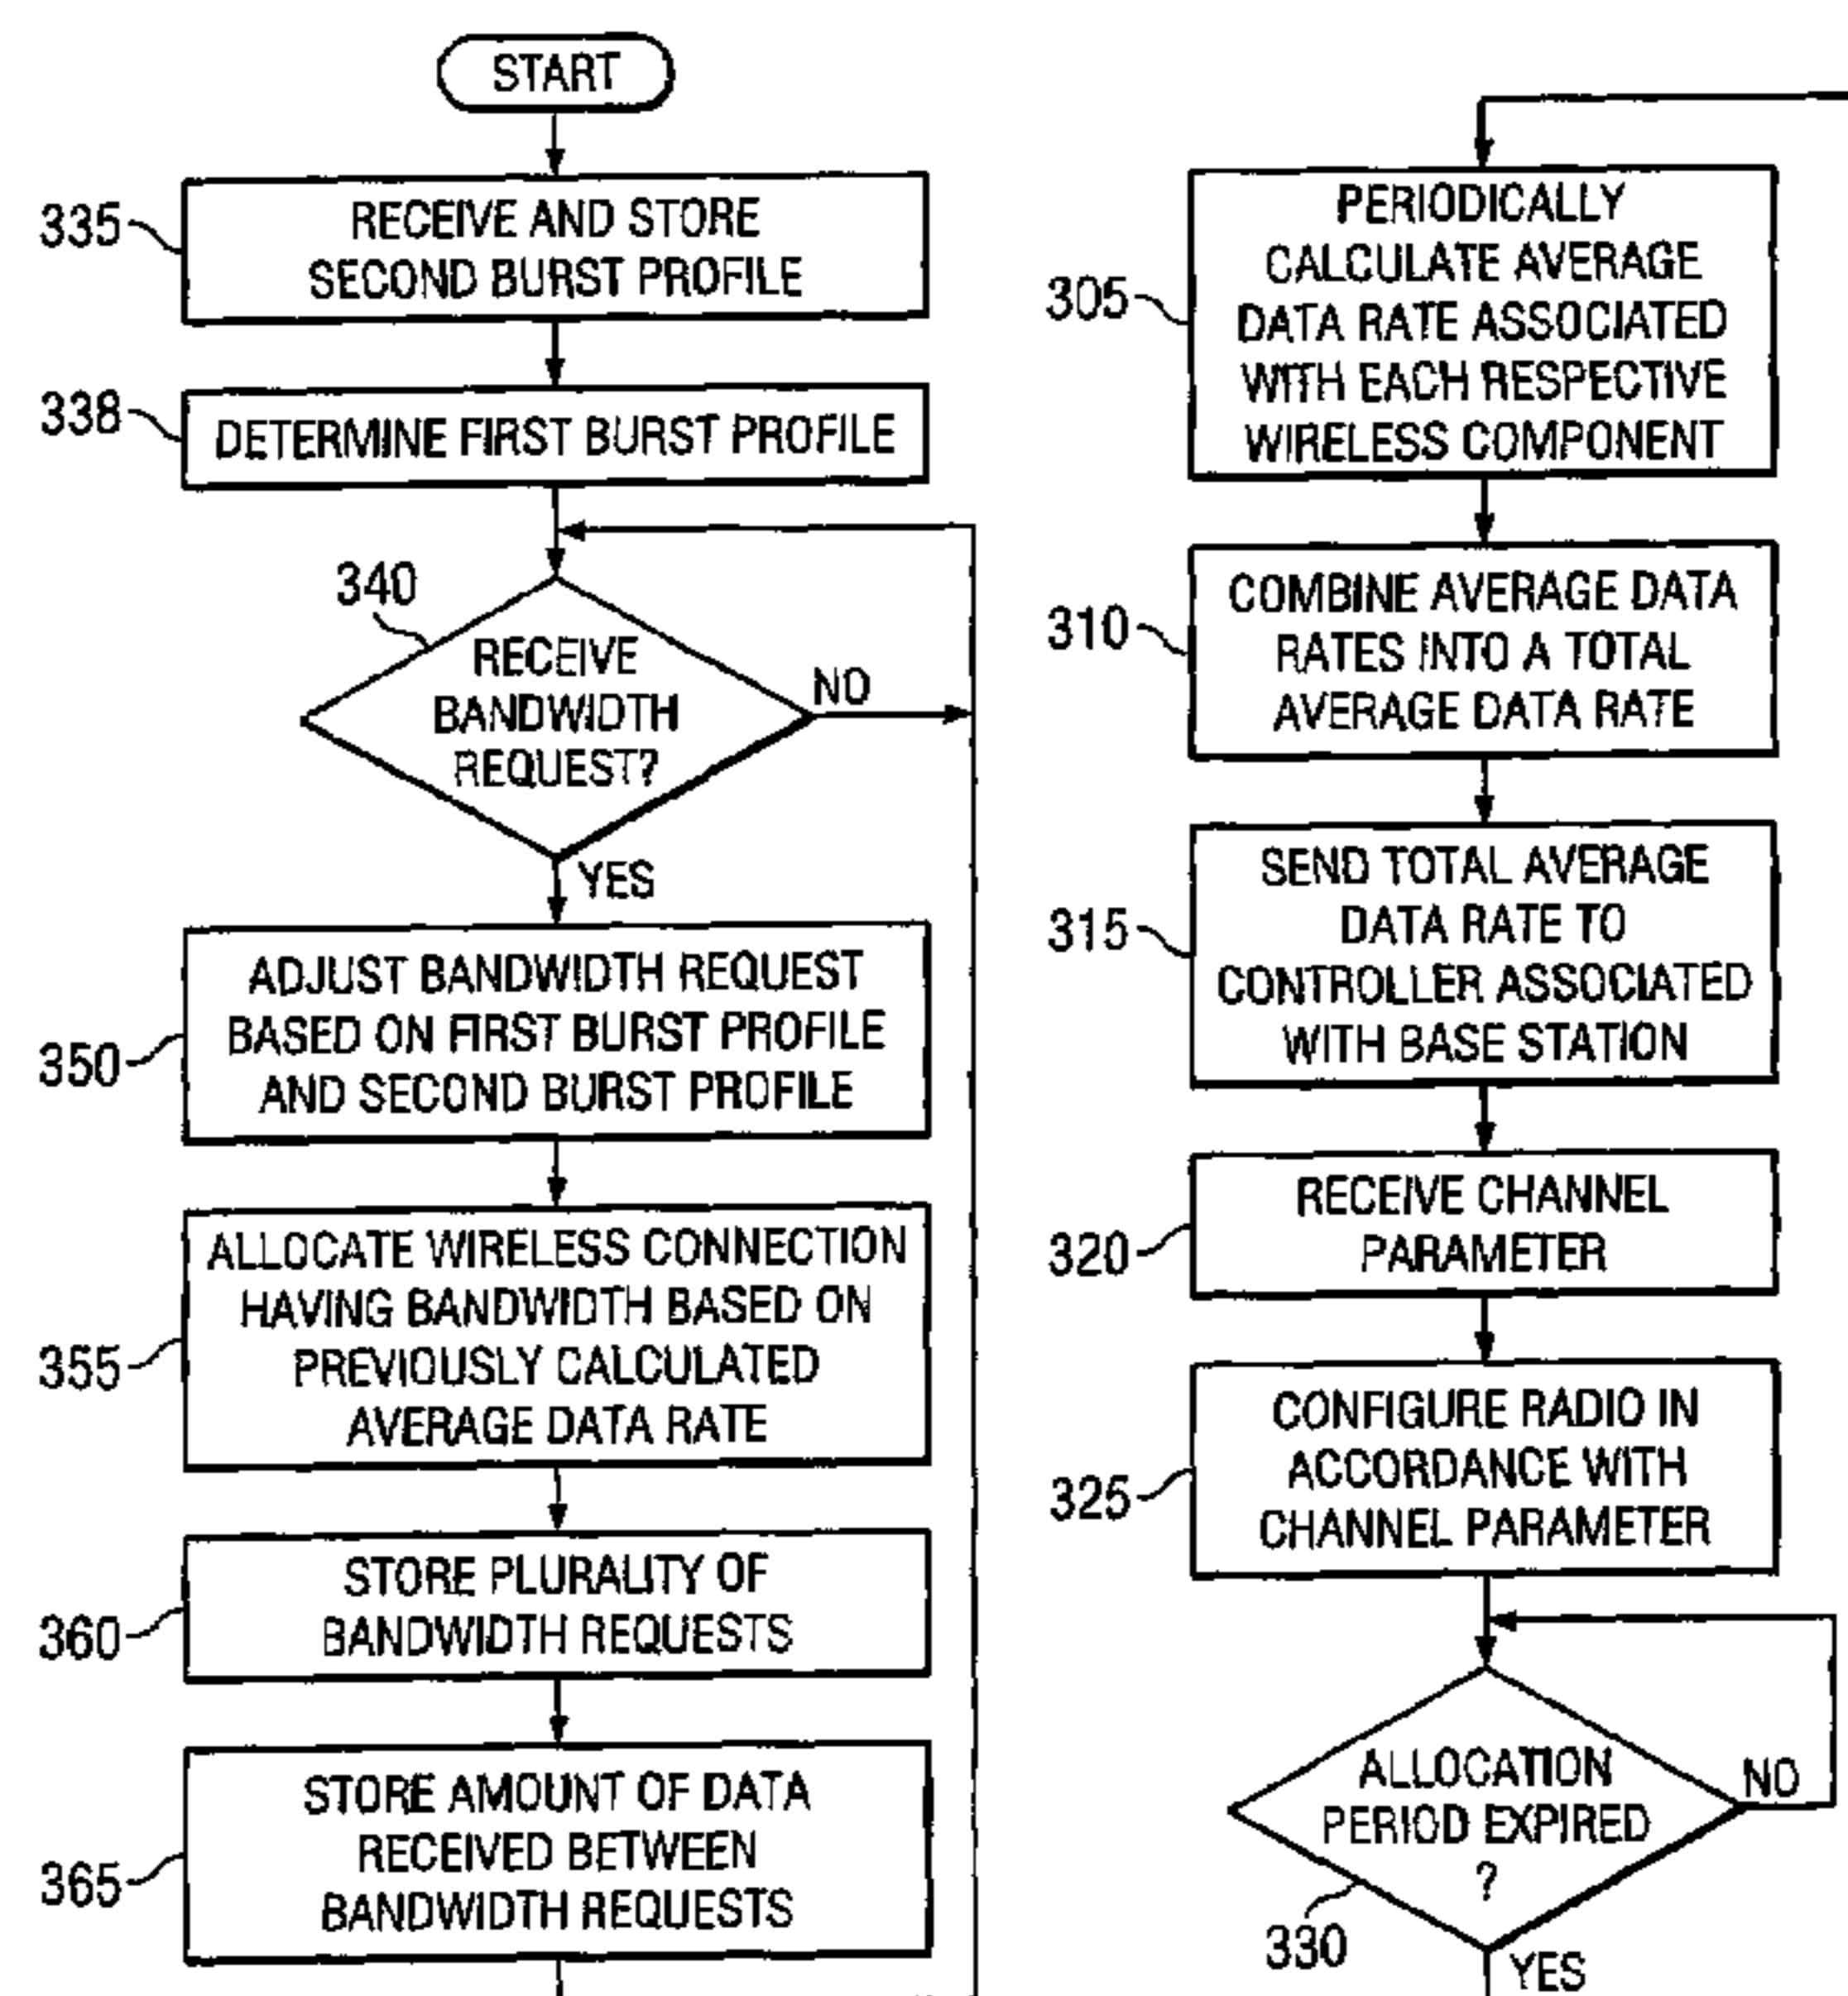 START
335
RECEIVE AND STORE
SECOND BURST PROFILE
338
DETERMINE FIRST BURST PROFILE
340
RECEIVE
BANDWIDTH
REQUEST?
NO
YES
350
ADJUST BANDWIDTH REQUEST
BASED ON FIRST BURST PROFILE
AND SECOND BURST PROFILE
355
ALLOCATE WIRELESS CONNECTION
HAVING BANDWIDTH BASED ON
PREVIOUSLY CALCULATED
AVERAGE DATA RATE
360
STORE PLURALITY OF
BANDWIDTH REQUESTS
365
STORE AMOUNT OF DATA
RECEIVED BETWEEN
BANDWIDTH REQUESTS
305
PERIODICALLY
CALCULATE AVERAGE
DATA RATE ASSOCIATED
WITH EACH RESPECTIVE
WIRELESS COMPONENT
310
COMBINE AVERAGE DATA
RATES INTO A TOTAL
AVERAGE DATA RATE
315
SEND TOTAL AVERAGE
DATA RATE TO
CONTROLLER ASSOCIATED
WITH BASE STATION
320
RECEIVE CHANNEL
PARAMETER
325
CONFIGURE RADIO IN
ACCORDANCE WITH
CHANNEL PARAMETER
ALLOCATION
PERIOD EXPIRED
?
NO
330
YES